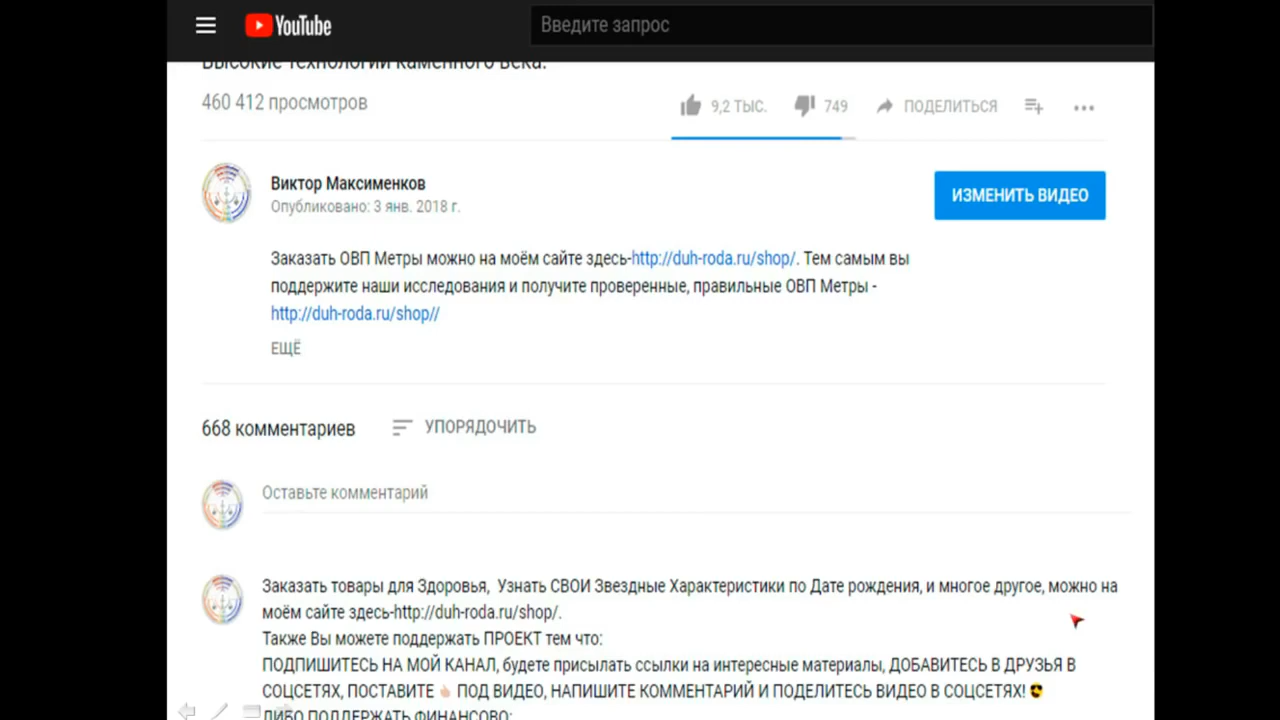 YouTube
Введите запрос
Высокие технологии каменного века.
460 412 просмотров
9,2 ТЫС.
749
ПОДЕЛИТЬСЯ
Виктор Максименков
Опубликовано: 3 янв. 2018 г.
ИЗМЕНИТЬ ВИДЕО
Заказать ОВП Метры можно на моём сайте здесь-http://duh-roda.ru/shop/. Тем самым вы
поддержите наши исследования и получите проверенные, правильные ОВП Метры -
http://duh-roda.ru/shop//
ЕЩЁ
668 комментариев
УПОРЯДОЧИТЬ
Оставьте комментарий
Заказать товары для Здоровья, Узнать СВОИ Звездные Характеристики по Дате рождения, и многое другое, можно на
моём сайте здесь-http://duh-roda.ru/shop/.
Также Вы можете поддержать ПРОЕКТ тем что:
ПОДПИШИТЕСЬ НА МОЙ КАНАЛ, будете присылать ссылки на интересные материалы, ДОБАВИТЕСЬ В ДРУЗЬЯ В
СОЦСЕТЯХ, ПОСТАВИТЕ 👆🏻 ПОД ВИДЕО, НАПИШИТЕ КОММЕНТАРИЙ И ПОДЕЛИТЕСЬ ВИДЕО В СОЦСЕТЯХ! 😎
ЛИБО ПОДДЕРЖАТЬ ФИНАНСОВО: